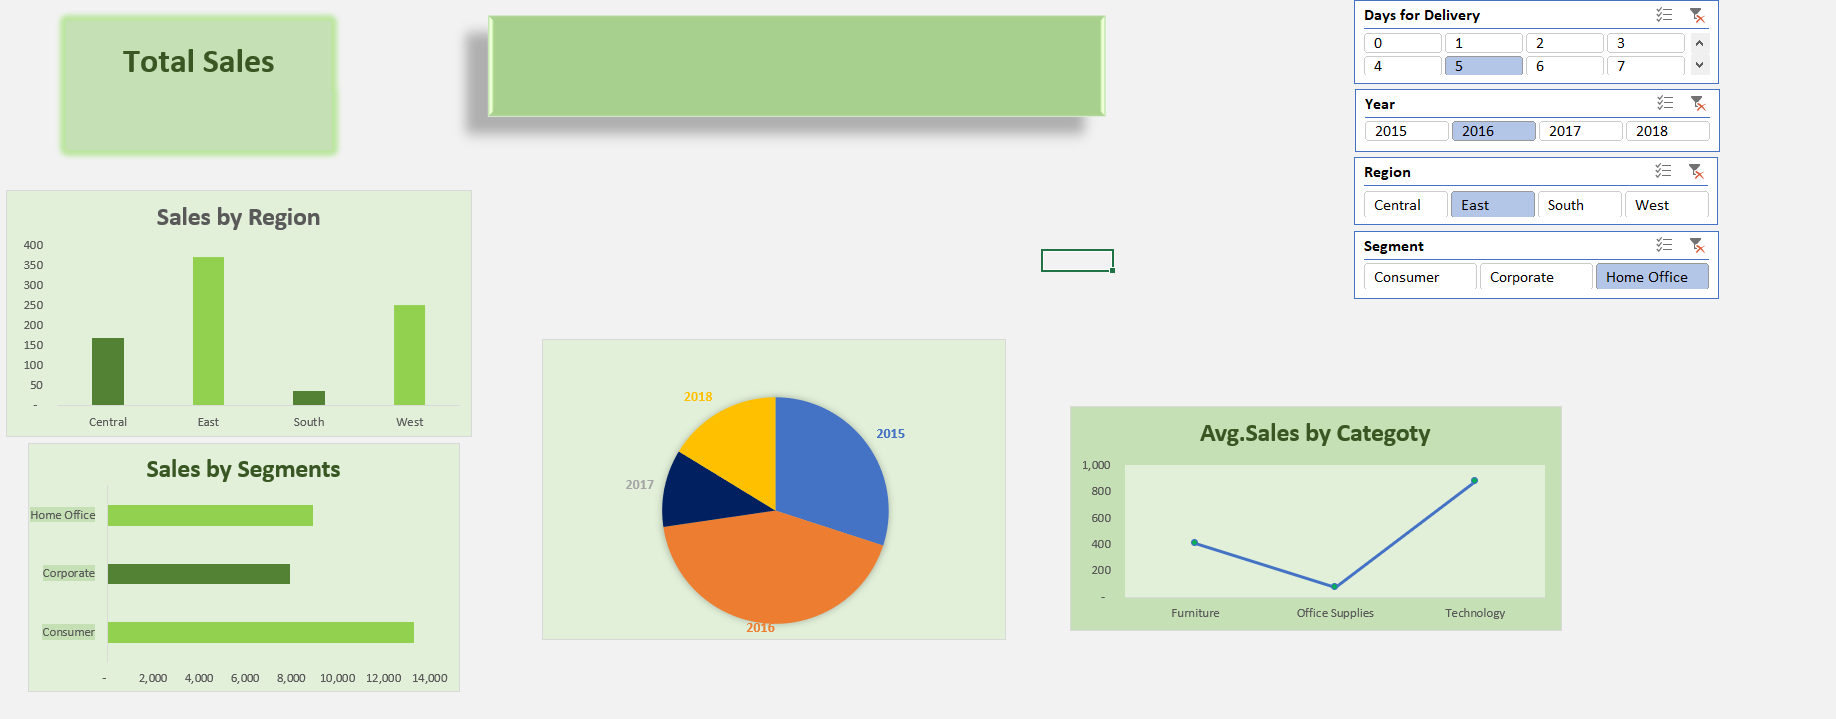 Total Sales
Days for Delivery
0 1 2 3
4 5 6 7
Year
2015 2016 2017 2018
Region
Central East South West
Segment
Consumer Corporate Home Office
Sales by Region
400
350
300
250
200
150
100
50
-
Central East South West
Sales by Segments
Home Office
Corporate
Consumer
- 2,000 4,000 6,000 8,000 10,000 12,000 14,000
2018
2015
2017
2016
Avg.Sales by Categoty
1,000
800
600
400
200
-
Furniture Office Supplies Technology